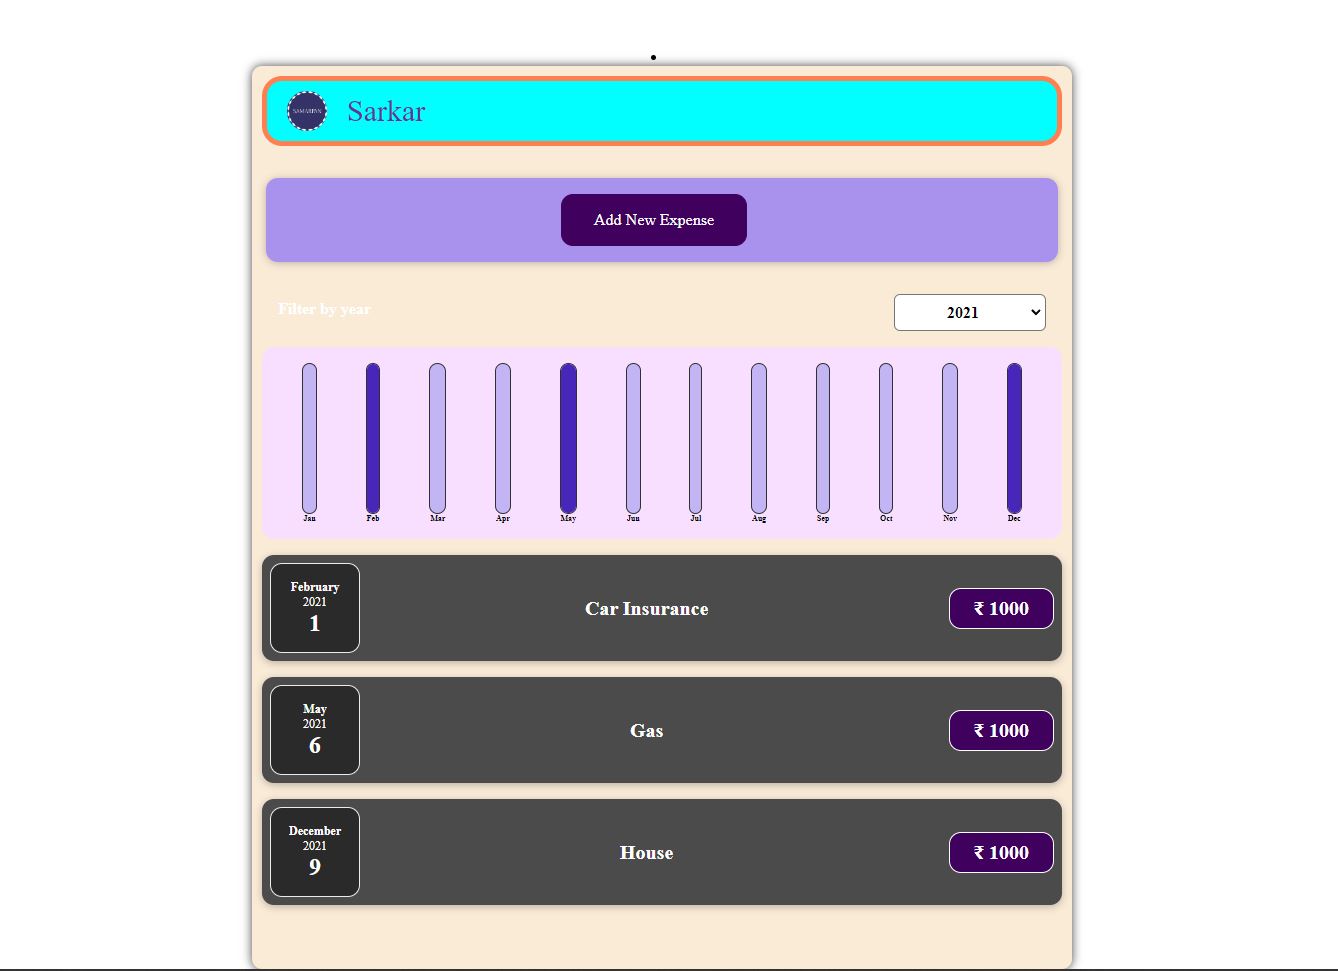 SAMARPAN
Sarkar
Add New Expense
Filter by year
2021
Jan Feb Mar Apr May Jun Jul Aug Sep Oct Nov Dec
February
2021
1
Car Insurance
₹ 1000
May
2021
6
Gas
₹ 1000
December
2021
9
House
₹ 1000